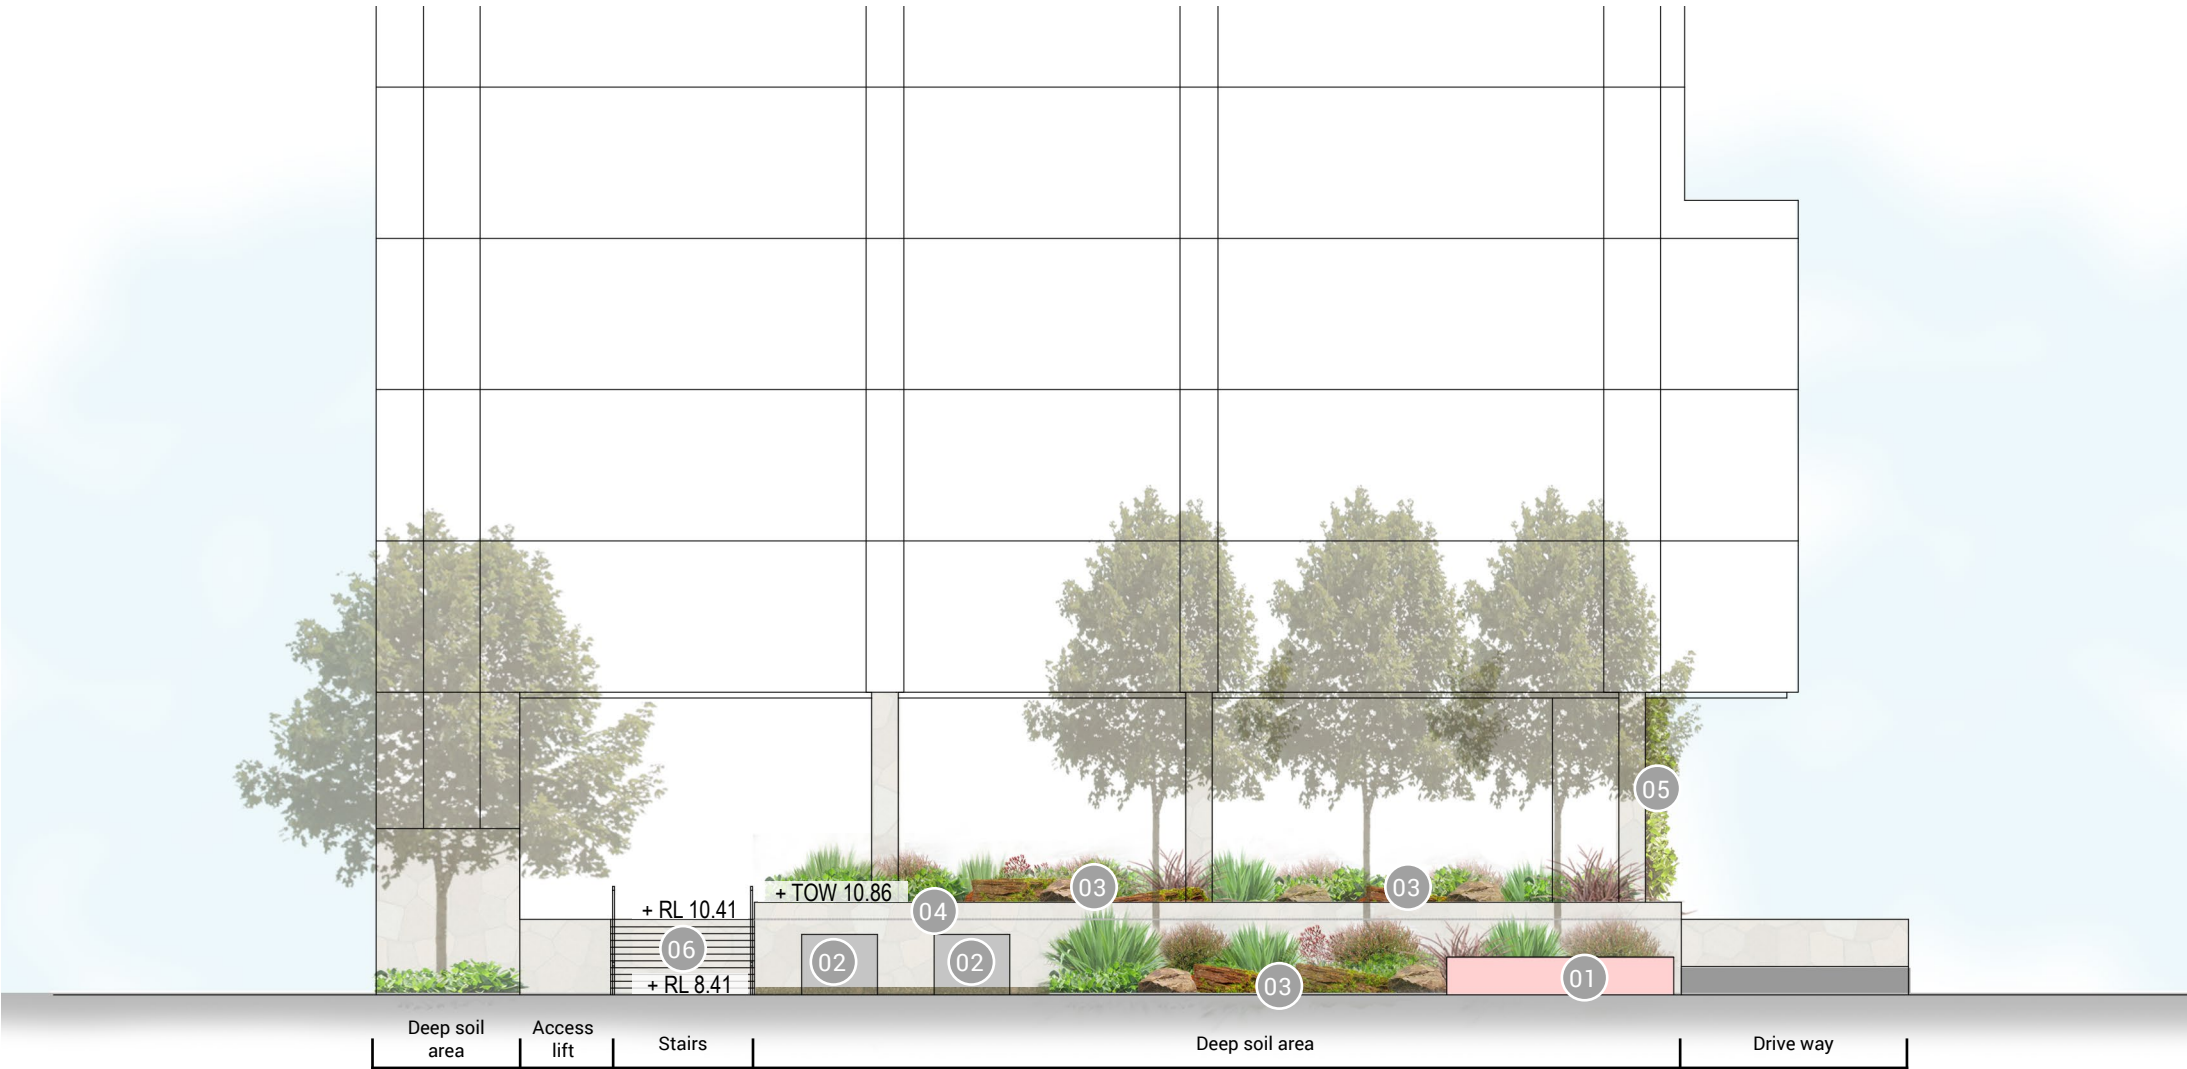 05
03
03
+ TOW 10.86
+ RL 10.41
04
06
02
02
01
+ RL 8.41
03
Deep soil
area
Access
lift
Stairs
Deep soil area
Drive way